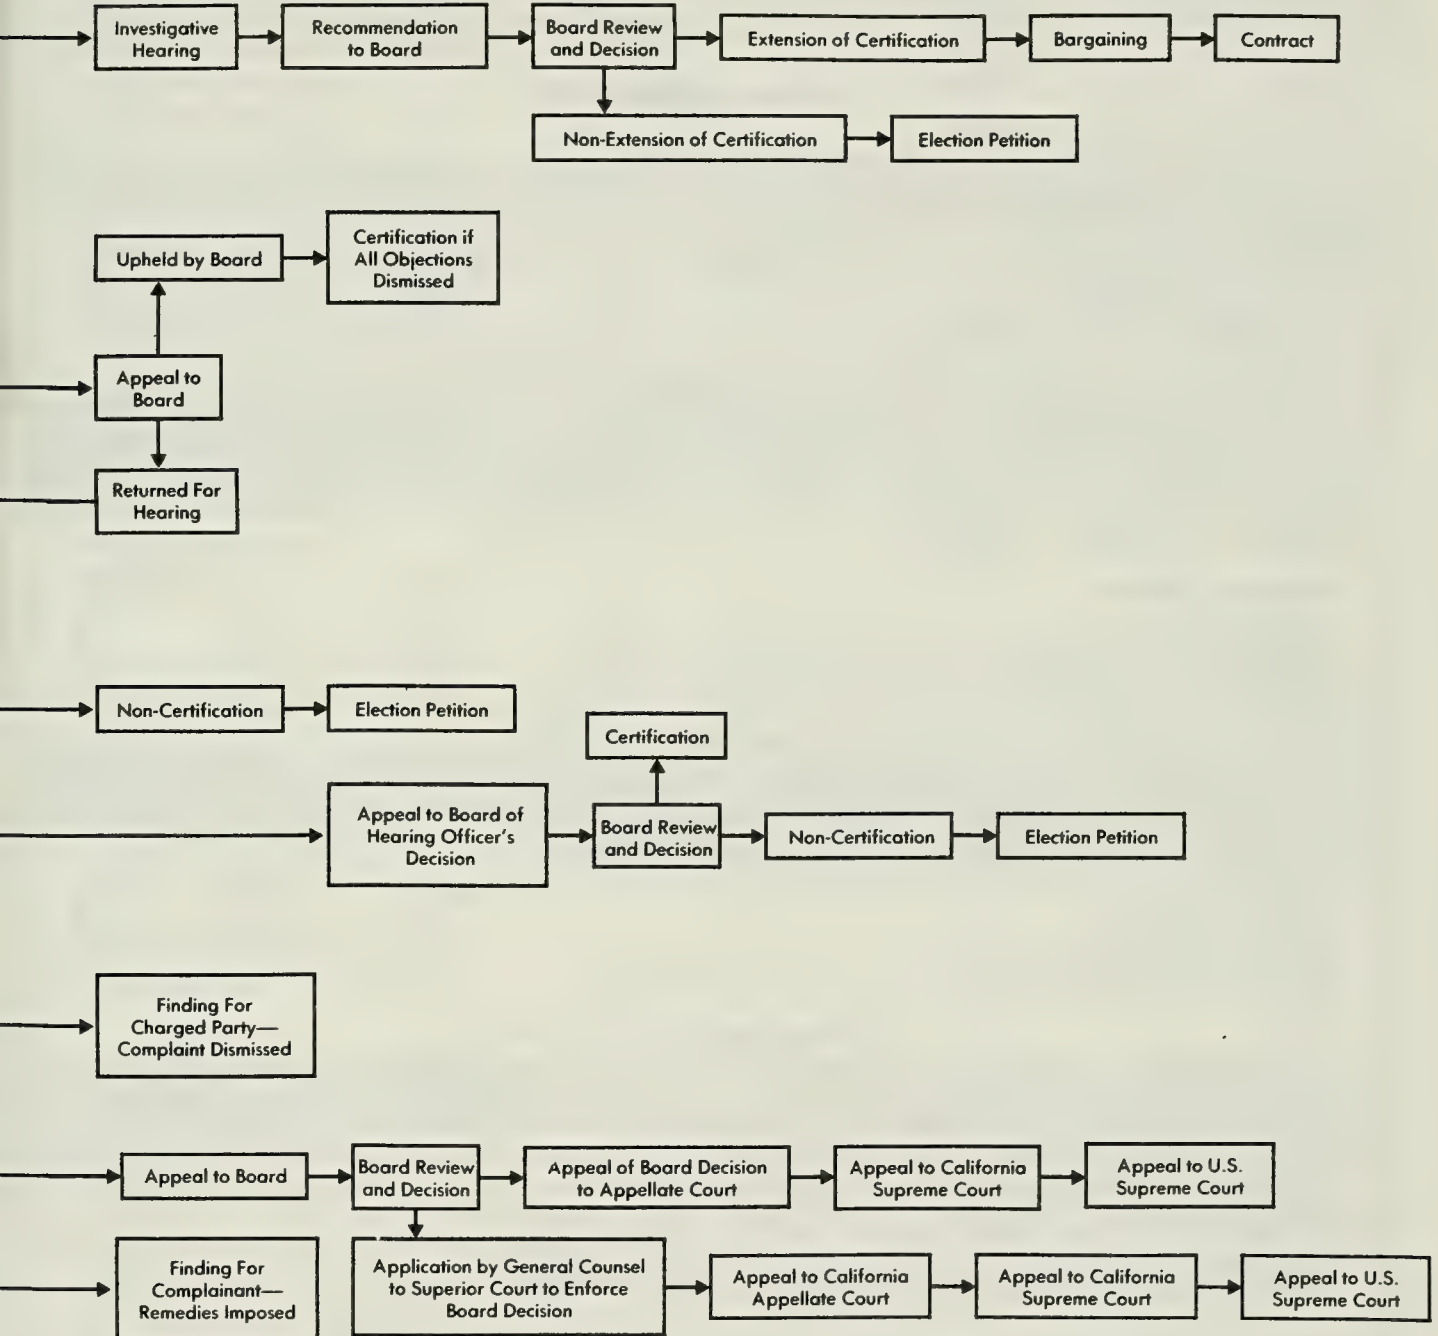 Investigative
Hearing
Recommendation
to Board
Board Review
and Decision
Extension of Certification
Bargaining
Contract
Non-Extension of Certification
Election Petition
Upheld by Board
Certification if
All Objections
Dismissed
Appeal to
Board
Returned For
Hearing
Non-Certification
Election Petition
Certification
Appeal to Board of
Hearing Officer's
Decision
Board Review
and Decision
Non-Certification
Election Petition
Finding For
Charged Party—
Complaint Dismissed
Appeal to Board
Board Review
and Decision
Appeal of Board Decision
to Appellate Court
Appeal to California
Supreme Court
Appeal to U.S.
Supreme Court
Finding For
Complainant—
Remedies Imposed
Application by General Counsel
to Superior Court to Enforce
Board Decision
Appeal to California
Appellate Court
Appeal to California
Supreme Court
Appeal to U.S.
Supreme Court